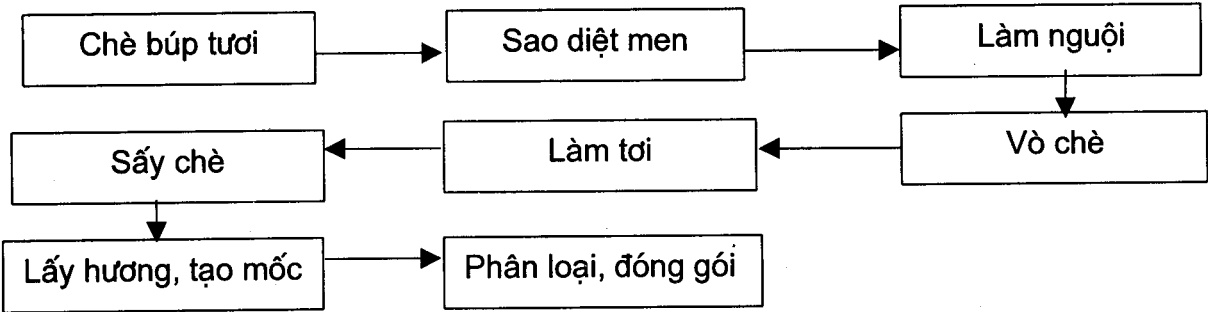 Chè búp tươi
Sao diệt men
Làm nguội
Vò chè
Làm tơi
Sấy chè
Lấy hương, tạo mốc
Phân loại, đóng gói